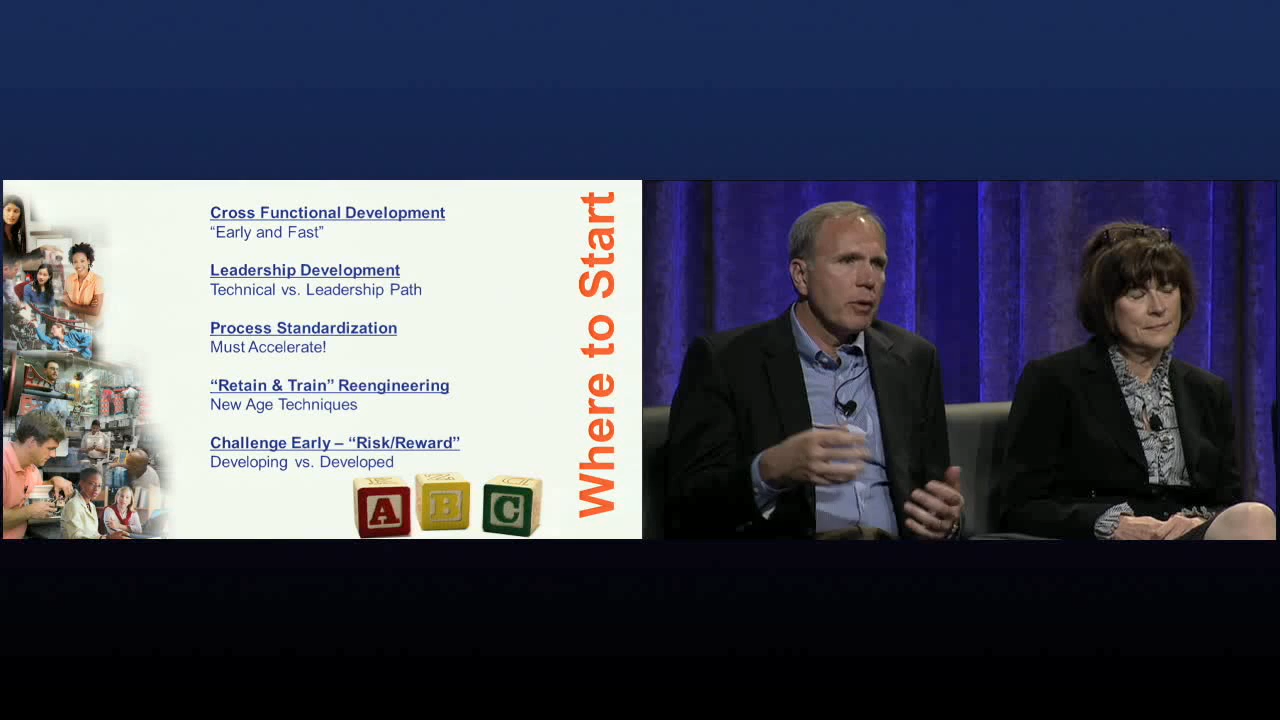 Cross Functional Development
“Early and Fast”
Leadership Development
Technical vs. Leadership Path
Process Standardization
Must Accelerate!
“Retain & Train” Reengineering
New Age Techniques
Challenge Early – “Risk/Reward”
Developing vs. Developed
A B C
Where to Start